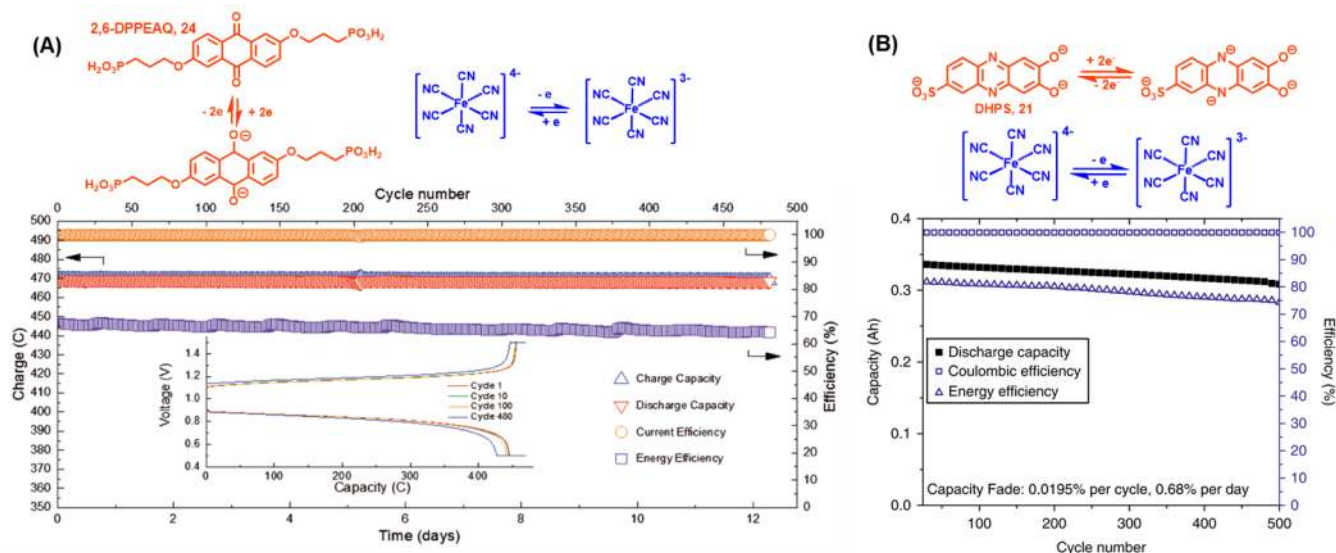 (A)
2,6-DPPEAQ, 24
O
PO₃H₂
H₂O₃P
O
O
O
- 2e
+ 2e
O⊖
PO₃H₂
H₂O₃P
O
O
O⊖
4-
CN
NC
CN
Fe
NC
CN
CN
- e
+ e
3-
CN
NC
CN
Fe
NC
CN
CN
Cycle number
0 50 100 150 200 250 300 350 400 450 500
500
490
480
470
460
450
440
430
420
410
400
390
380
370
360
350
Charge (C)
100
80
60
40
20
0
Efficiency (%)
1.4
1.2
1.0
0.8
0.6
0.4
Voltage (V)
Cycle 1
Cycle 10
Cycle 100
Cycle 480
0 100 200 300 400
Capacity (C)
Charge Capacity
Discharge Capacity
Current Efficiency
Energy Efficiency
0 2 4 6 8 10 12
Time (days)
(B)
N
O⊖
⊖O₃S
N
O⊖
DHPS, 21
+ 2e⁻
- 2e⁻
⊖N
O⊖
⊖O₃S
N⊖
O⊖
4-
CN
NC
CN
Fe
NC
CN
CN
- e
+ e
3-
CN
NC
CN
Fe
NC
CN
CN
0.4
0.3
0.2
0.1
0.0
Capacity (Ah)
100
90
80
70
60
50
40
30
20
10
0
Efficiency (%)
Discharge capacity
Coulombic efficiency
Energy efficiency
Capacity Fade: 0.0195% per cycle, 0.68% per day
100 200 300 400 500
Cycle number